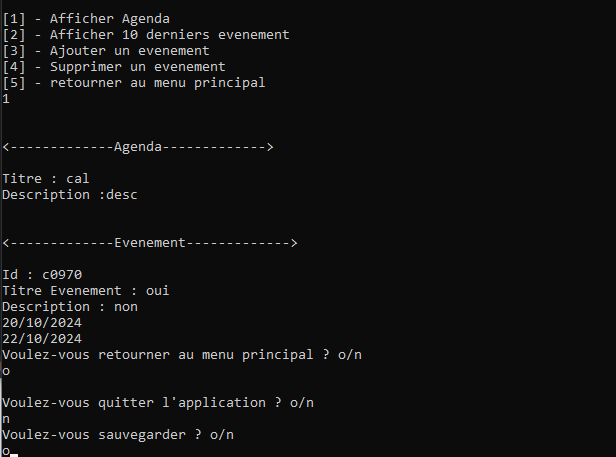 [1] - Afficher Agenda
[2] - Afficher 10 derniers evenement
[3] - Ajouter un evenement
[4] - Supprimer un evenement
[5] - retourner au menu principal
1
<-------------Agenda------------->
Titre : cal
Description :desc
<-------------Evenement------------->
Id : c0970
Titre Evenement : oui
Description : non
20/10/2024
22/10/2024
Voulez-vous retourner au menu principal ? o/n
o
Voulez-vous quitter l'application ? o/n
n
Voulez-vous sauvegarder ? o/n
o